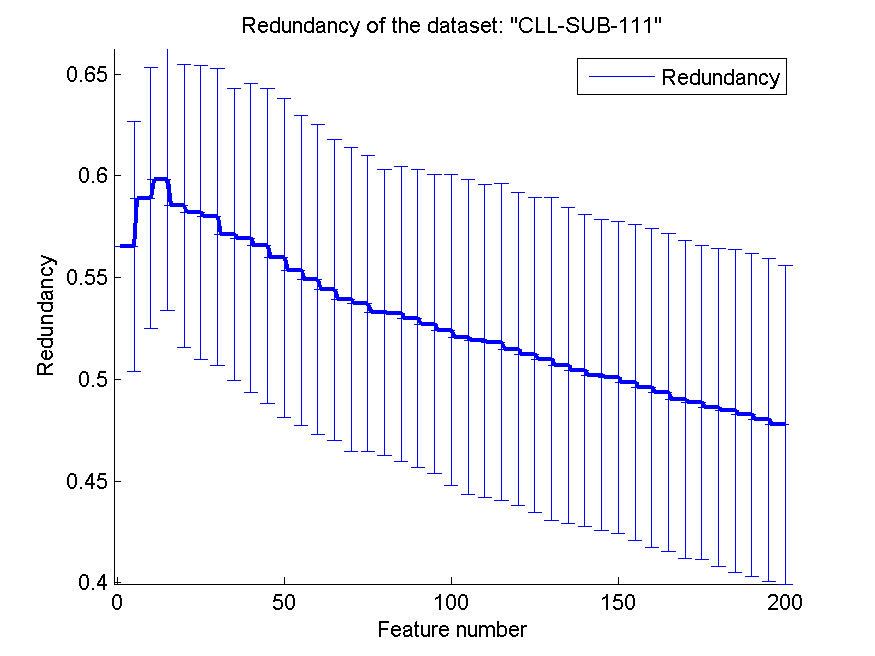 Redundancy of the dataset: "CLL-SUB-111"
Redundancy
0.65
0.6
0.55
0.5
0.45
0.4
Redundancy
0 50 100 150 200
Feature number